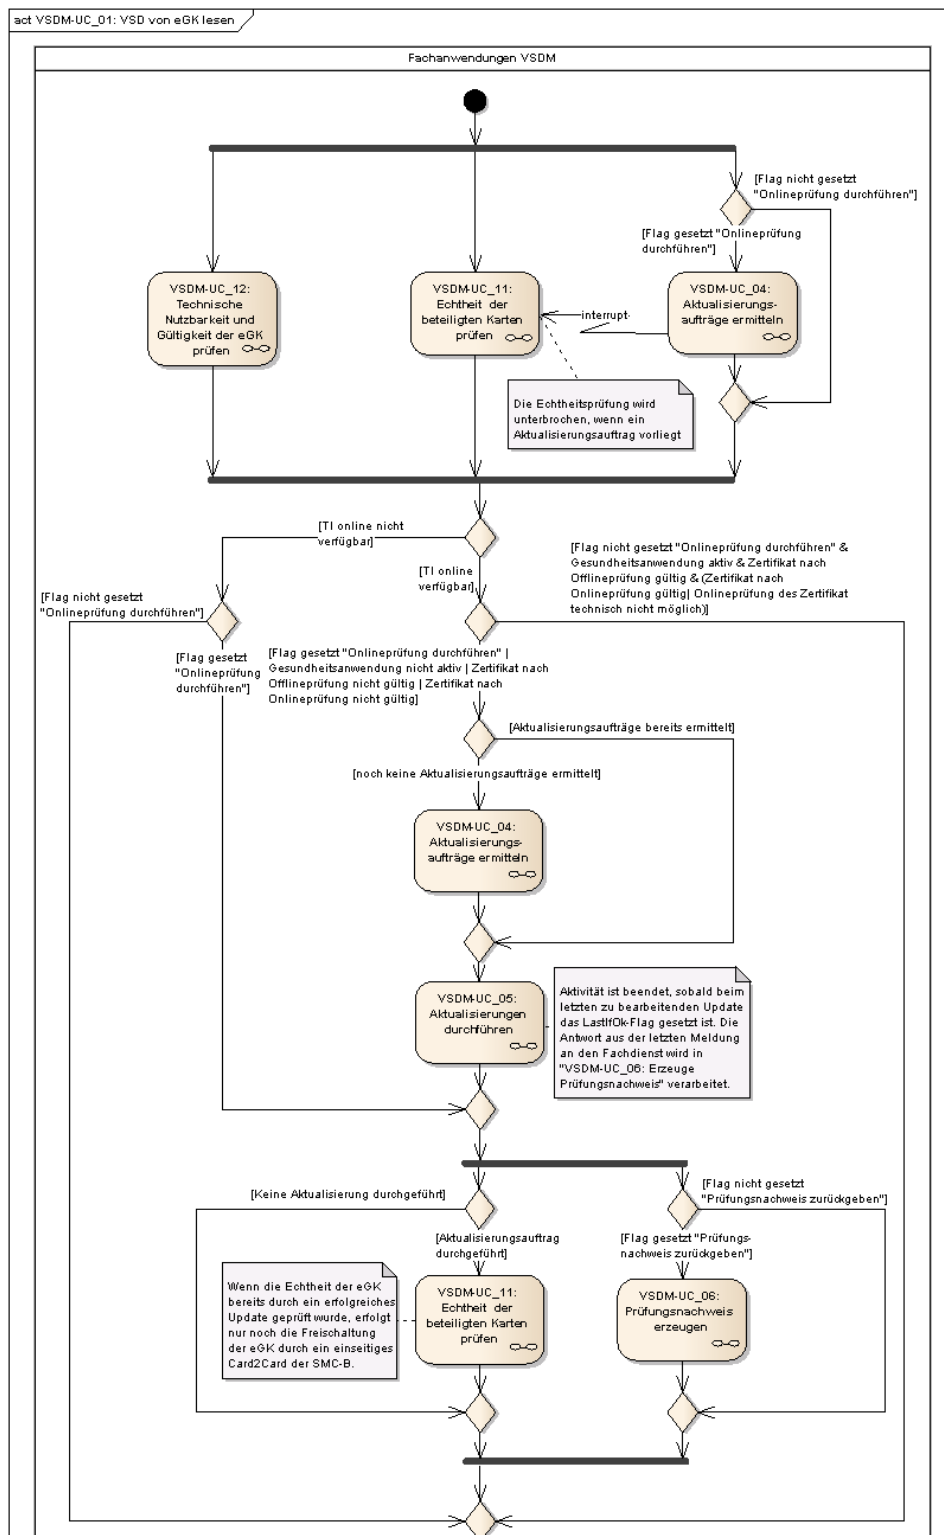 act VSDM-UC_01: VSD von eGK lesen
Fachanwendungen VSDM
[Flag nicht gesetzt
"Onlineprüfung durchführen"]
[Flag gesetzt "Onlineprüfung
durchführen"]
VSDM-UC_12:
Technische
Nutzbarkeit und
Gültigkeit der eGK
prüfen
VSDM-UC_11:
Echtheit der
beteiligten Karten
prüfen
interrupt
VSDM-UC_04:
Aktualisierungs-
aufträge ermitteln
Die Echtheitsprüfung wird
unterbrochen, wenn ein
Aktualisierungsauftrag vorliegt
[TI online nicht
verfügbar]
[TI online
verfügbar]
[Flag nicht gesetzt "Onlineprüfung durchführen" &
Gesundheitsanwendung aktiv & Zertifikat nach
Offlineprüfung gültig & (Zertifikat nach
Onlineprüfung gültig| Onlineprüfung des Zertifikat
technisch nicht möglich)]
[Flag nicht gesetzt
"Onlineprüfung durchführen"]
[Flag gesetzt
"Onlineprüfung
durchführen"]
[Flag gesetzt "Onlineprüfung durchführen" |
Gesundheitsanwendung nicht aktiv | Zertifikat nach
Offlineprüfung nicht gültig | Zertifikat nach
Onlineprüfung nicht gültig]
[Aktualisierungsaufträge bereits ermittelt]
[noch keine Aktualisierungsaufträge ermittelt]
VSDM-UC_04:
Aktualisierungs-
aufträge ermitteln
VSDM-UC_05:
Aktualisierungen
durchführen
Aktivität ist beendet, sobald beim
letzten zu bearbeitenden Update
das LastIfOk-Flag gesetzt ist. Die
Antwort aus der letzten Meldung
an den Fachdienst wird in
"VSDM-UC_06: Erzeuge
Prüfungsnachweis" verarbeitet.
[Keine Aktualisierung durchgeführt]
[Aktualisierungsauftrag
durchgeführt]
[Flag nicht gesetzt
"Prüfungsnachweis zurückgeben"]
[Flag gesetzt "Prüfungs-
nachweis zurückgeben"]
Wenn die Echtheit der eGK
bereits durch ein erfolgreiches
Update geprüft wurde, erfolgt
nur noch die Freischaltung
der eGK durch ein einseitiges
Card2Card der SMC-B.
VSDM-UC_11:
Echtheit der
beteiligten Karten
prüfen
VSDM-UC_06:
Prüfungsnachweis
erzeugen